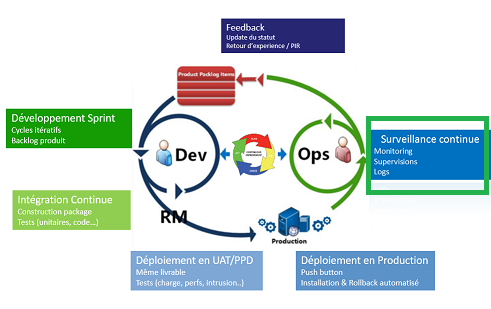 Feedback
Update du statut
Retour d'experience / PIR
Product Packlog Items
Développement Sprint
Cycles itératifs
Backlog produit
Dev
Ops
Surveillance continue
Monitoring
Supervisions
Logs
Intégration Continue
Construction package
Tests (unitaires, code...)
RM
Production
Déploiement en UAT/PPD
Même livrable
Tests (charge, perfs, intrusion..)
Déploiement en Production
Push button
Installation & Rollback automatisé